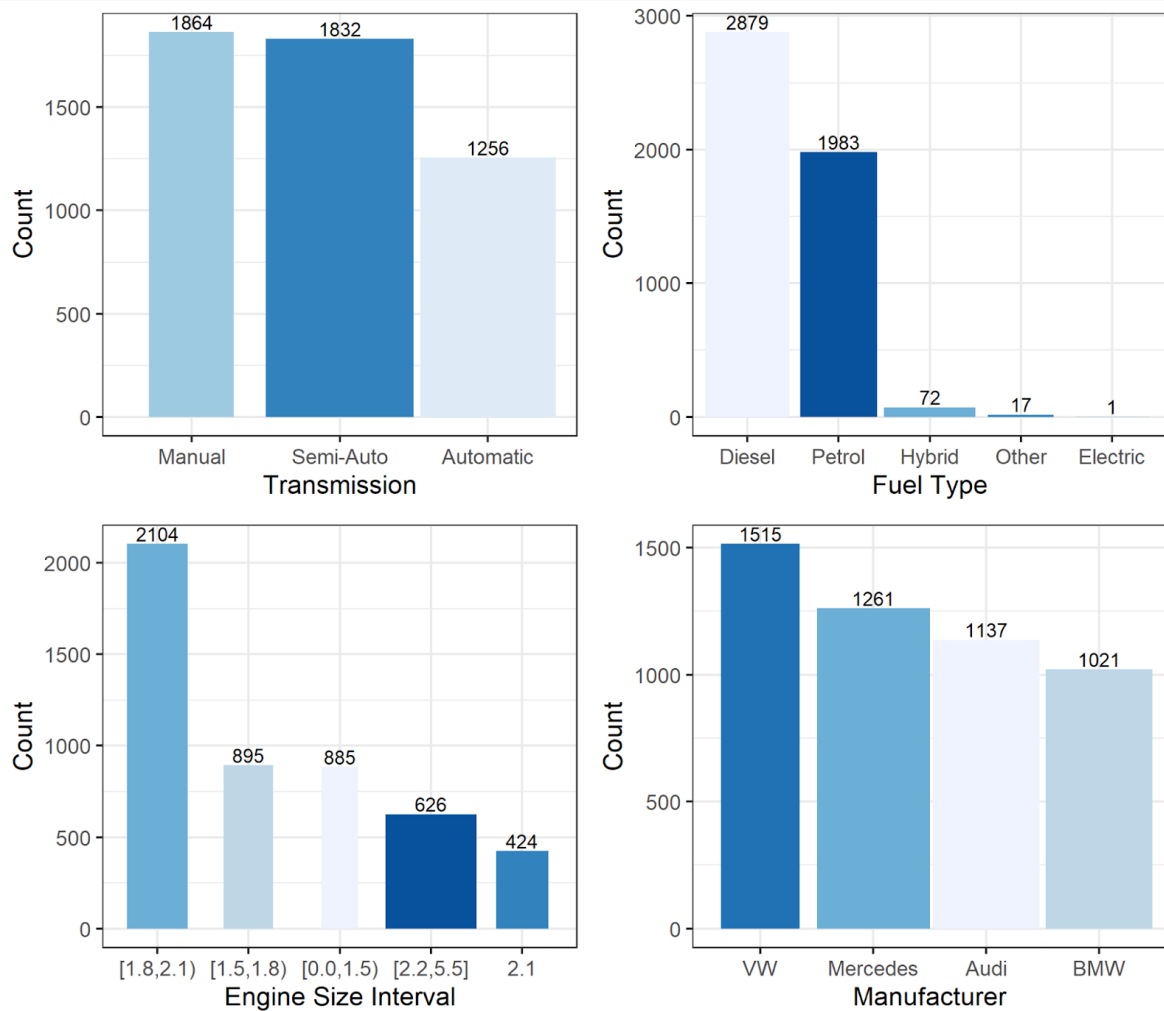 1864
1832
1256
1500
1000
500
0
Count
Manual Semi-Auto Automatic
Transmission
3000
2879
2000
1983
1000
72
17
1
0
Count
Diesel Petrol Hybrid Other Electric
Fuel Type
2104
2000
1500
1000
895
885
626
500
424
0
Count
[1.8,2.1) [1.5,1.8) [0.0,1.5) [2.2,5.5] 2.1
Engine Size Interval
1515
1500
1261
1137
1021
1000
500
0
Count
VW Mercedes Audi BMW
Manufacturer